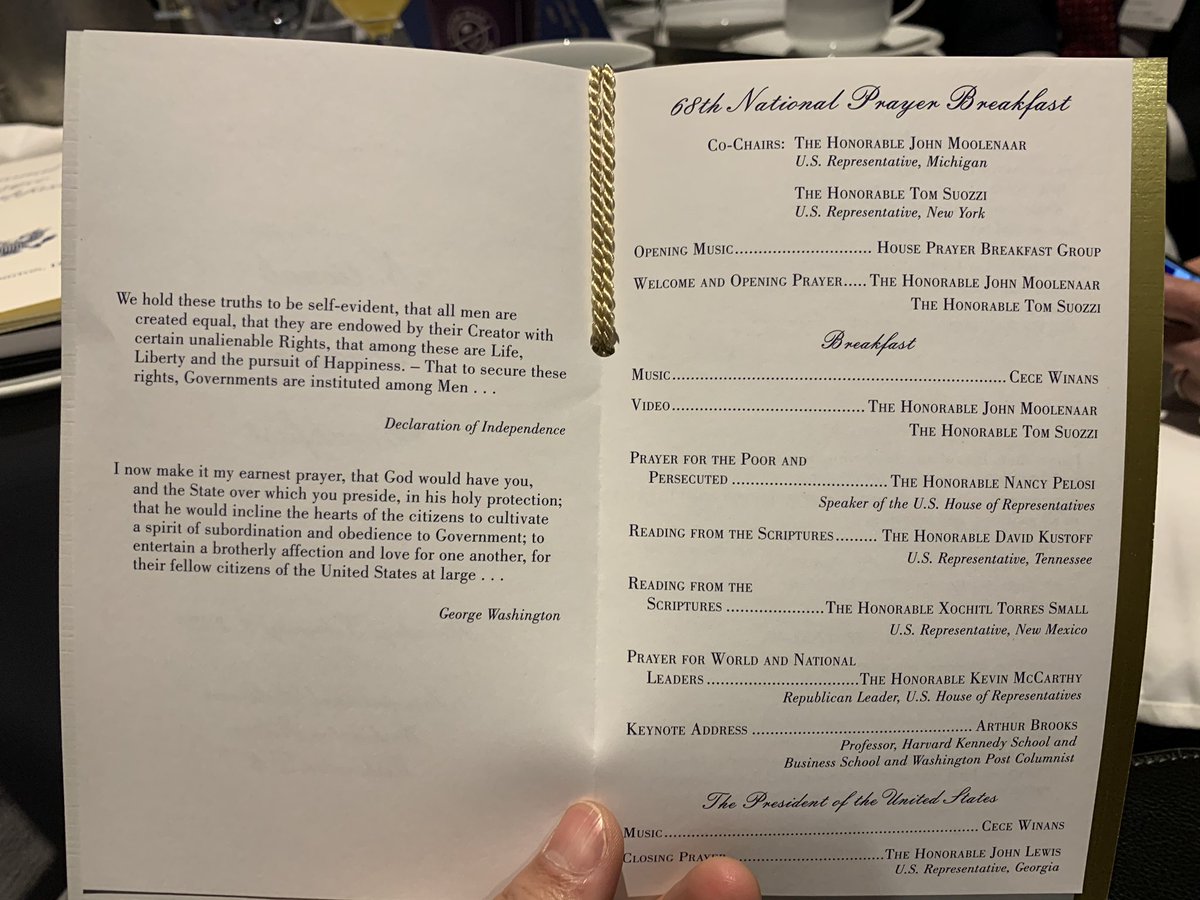 We hold these truths to be self-evident, that all men are
created equal, that they are endowed by their Creator with
certain unalienable Rights, that among these are Life,
Liberty and the pursuit of Happiness. – That to secure these
rights, Governments are instituted among Men . . .
Declaration of Independence
I now make it my earnest prayer, that God would have you,
and the State over which you preside, in his holy protection;
that he would incline the hearts of the citizens to cultivate
a spirit of subordination and obedience to Government; to
entertain a brotherly affection and love for one another, for
their fellow citizens of the United States at large . . .
George Washington
68th National Prayer Breakfast
Co-Chairs: The Honorable John Moolenaar
U.S. Representative, Michigan
The Honorable Tom Suozzi
U.S. Representative, New York
Opening Music.............................. House Prayer Breakfast Group
Welcome and Opening Prayer..... The Honorable John Moolenaar
The Honorable Tom Suozzi
Breakfast
Music........................................................................ Cece Winans
Video.......................................... The Honorable John Moolenaar
The Honorable Tom Suozzi
Prayer for the Poor and
Persecuted .................................. The Honorable Nancy Pelosi
Speaker of the U.S. House of Representatives
Reading from the Scriptures......... The Honorable David Kustoff
U.S. Representative, Tennessee
Reading from the
Scriptures .....................The Honorable Xochitl Torres Small
U.S. Representative, New Mexico
Prayer for World and National
Leaders .................................The Honorable Kevin McCarthy
Republican Leader, U.S. House of Representatives
Keynote Address ................................................ Arthur Brooks
Professor, Harvard Kennedy School and
Business School and Washington Post Columnist
The President of the United States
Music.................................................................... Cece Winans
Closing Prayer ................................The Honorable John Lewis
U.S. Representative, Georgia